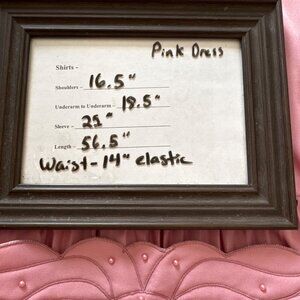 Pink Dress
Shirts -
Shoulders - 16.5"
Underarm to Underarm - 18.5"
Sleeve - 25"
Length - 56.5"
Waist - 14" elastic